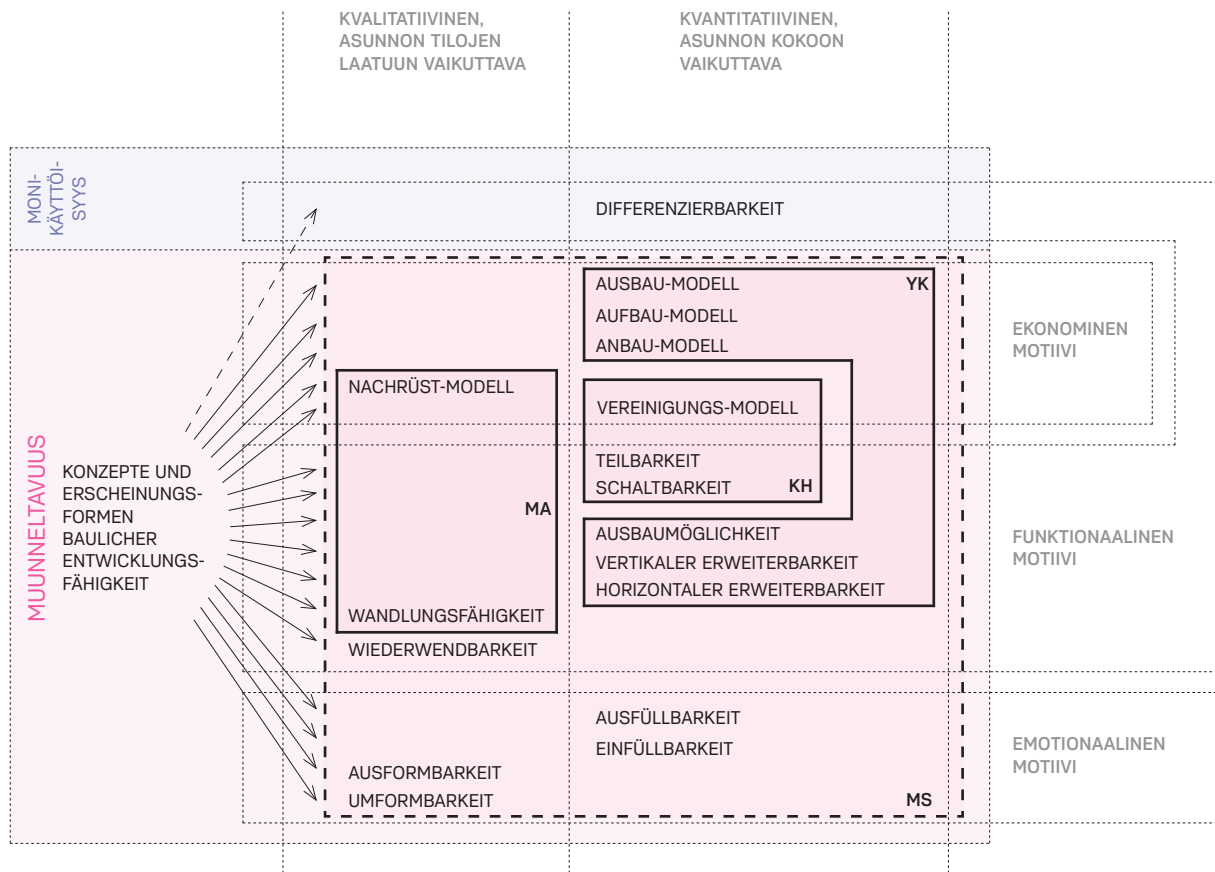 KVALITATIIVINEN,
ASUNNON TILOJEN
LAATUUN VAIKUTTAVA
KVANTITATIIVINEN,
ASUNNON KOKOON
VAIKUTTAVA
MONI-
KÄYTTÖI-
SYYS
DIFFERENZIERBARKEIT
MUUNNELTAVUUS
KONZEPTE UND
ERSCHEINUNGS-
FORMEN
BAULICHER
ENTWICKLUNGS-
FÄHIGKEIT
AUSBAU-MODELL
YK
AUFBAU-MODELL
ANBAU-MODELL
NACHRÜST-MODELL
VEREINIGUNGS-MODELL
TEILBARKEIT
SCHALTBARKEIT
KH
MA
AUSBAUMÖGLICHKEIT
VERTIKALER ERWEITERBARKEIT
HORIZONTALER ERWEITERBARKEIT
WANDLUNGSFÄHIGKEIT
WIEDERWENDBARKEIT
AUSFÜLLBARKEIT
EINFÜLLBARKEIT
AUSFORMBARKEIT
UMFORMBARKEIT
MS
EKONOMINEN
MOTIIVI
FUNKTIONAALINEN
MOTIIVI
EMOTIONAALINEN
MOTIIVI